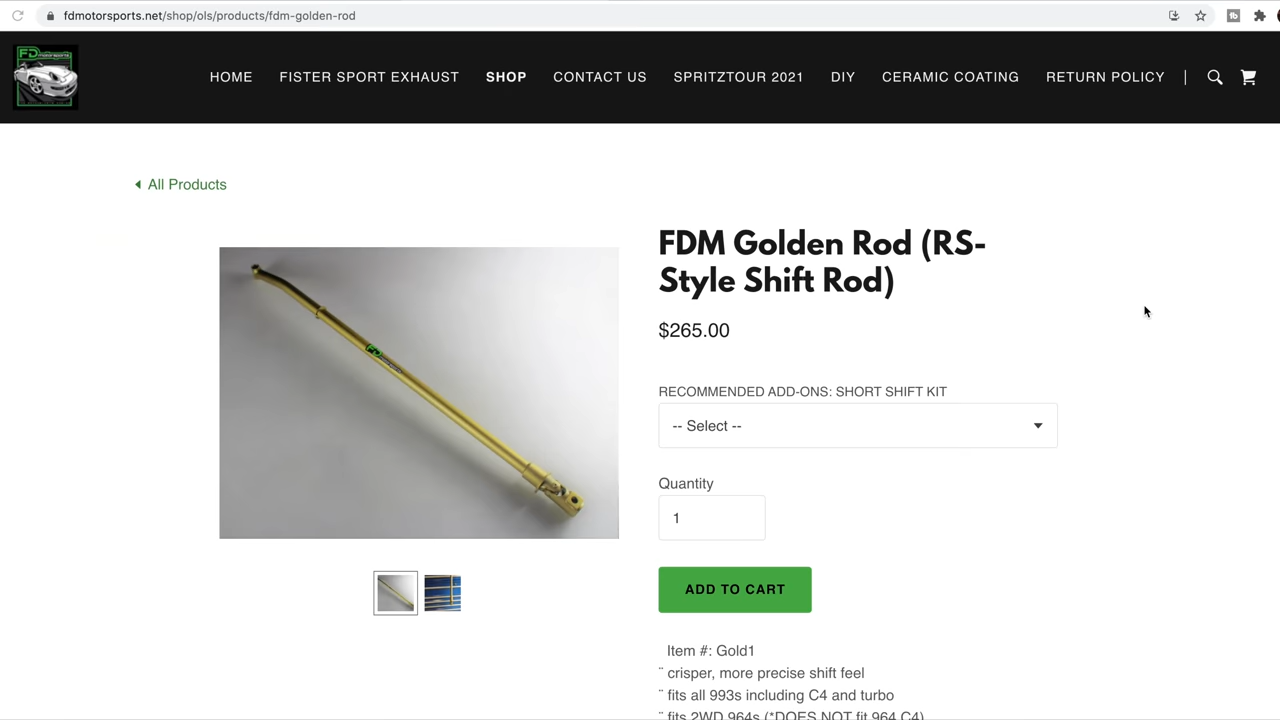 fdmotorsports.net/shop/ols/products/fdm-golden-rod
HOME FISTER SPORT EXHAUST SHOP CONTACT US SPRITZTOUR 2021 DIY CERAMIC COATING RETURN POLICY
All Products
FDM Golden Rod (RS-
Style Shift Rod)
$265.00
RECOMMENDED ADD-ONS: SHORT SHIFT KIT
-- Select --
Quantity
1
ADD TO CART
Item #: Gold1
¨ crisper, more precise shift feel
¨ fits all 993s including C4 and turbo
¨ fits 2WD 964s (*DOES NOT fit 964 C4)